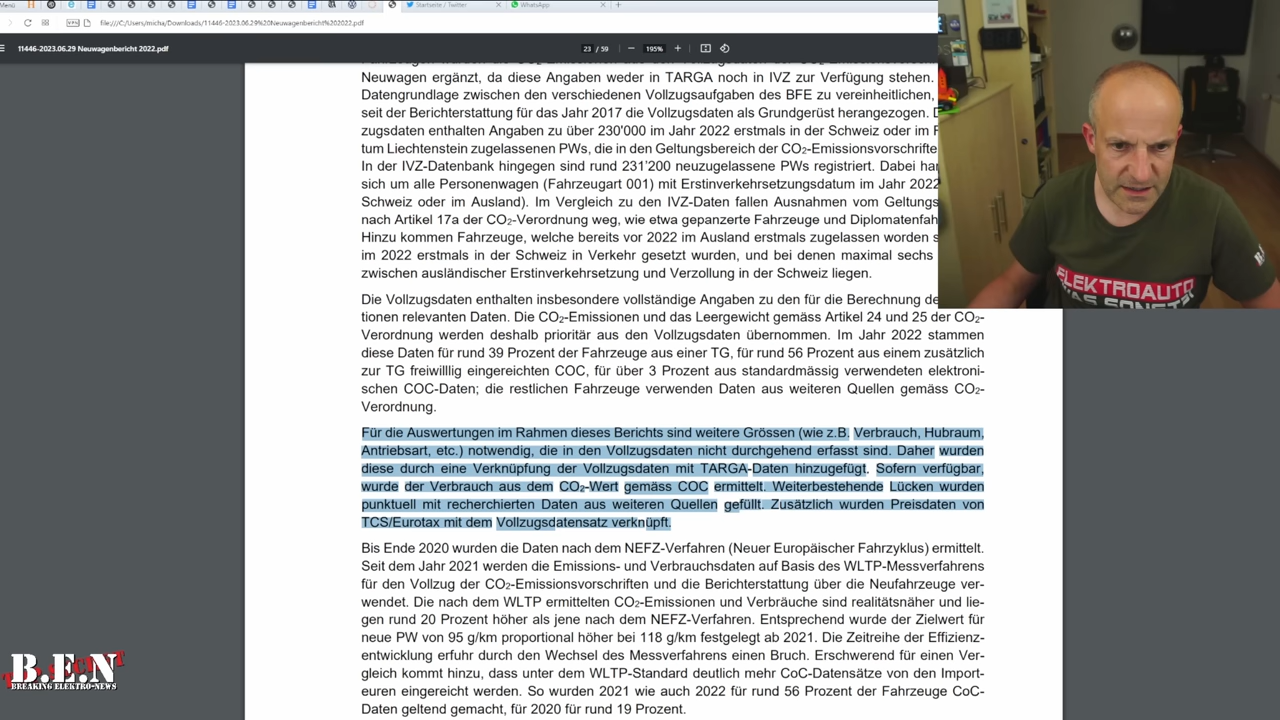 Startseite / Twitter
WhatsApp
file:///C:/Users/micha/Downloads/11446-2023.06.29%20Neuwagenbericht%202022.pdf
11446-2023.06.29 Neuwagenbericht 2022.pdf
23 / 59
195%
Neuwagen ergänzt, da diese Angaben weder in TARGA noch in IVZ zur Verfügung stehen.
Datengrundlage zwischen den verschiedenen Vollzugsaufgaben des BFE zu vereinheitlichen,
seit der Berichterstattung für das Jahr 2017 die Vollzugsdaten als Grundgerüst herangezogen.
zugsdaten enthalten Angaben zu über 230'000 im Jahr 2022 erstmals in der Schweiz oder im F
tum Liechtenstein zugelassenen PWs, die in den Geltungsbereich der CO₂-Emissionsvorschrifte
In der IVZ-Datenbank hingegen sind rund 231'200 neuzugelassene PWs registriert. Dabei han
sich um alle Personenwagen (Fahrzeugart 001) mit Erstinverkehrsetzungsdatum im Jahr 2022
Schweiz oder im Ausland). Im Vergleich zu den IVZ-Daten fallen Ausnahmen vom Geltungs
nach Artikel 17a der CO₂-Verordnung weg, wie etwa gepanzerte Fahrzeuge und Diplomatenfah
Hinzu kommen Fahrzeuge, welche bereits vor 2022 im Ausland erstmals zugelassen worden s
im 2022 erstmals in der Schweiz in Verkehr gesetzt wurden, und bei denen maximal sechs
zwischen ausländischer Erstinverkehrsetzung und Verzollung in der Schweiz liegen.
Die Vollzugsdaten enthalten insbesondere vollständige Angaben zu den für die Berechnung de
tionen relevanten Daten. Die CO₂-Emissionen und das Leergewicht gemäss Artikel 24 und 25 der CO₂-
Verordnung werden deshalb prioritär aus den Vollzugsdaten übernommen. Im Jahr 2022 stammen
diese Daten für rund 39 Prozent der Fahrzeuge aus einer TG, für rund 56 Prozent aus einem zusätzlich
zur TG freiwilllig eingereichten COC, für über 3 Prozent aus standardmässig verwendeten elektroni-
schen COC-Daten; die restlichen Fahrzeuge verwenden Daten aus weiteren Quellen gemäss CO₂-
Verordnung.
Für die Auswertungen im Rahmen dieses Berichts sind weitere Grössen (wie z.B. Verbrauch, Hubraum,
Antriebsart, etc.) notwendig, die in den Vollzugsdaten nicht durchgehend erfasst sind. Daher wurden
diese durch eine Verknüpfung der Vollzugsdaten mit TARGA-Daten hinzugefügt. Sofern verfügbar,
wurde der Verbrauch aus dem CO₂-Wert gemäss COC ermittelt. Weiterbestehende Lücken wurden
punktuell mit recherchierten Daten aus weiteren Quellen gefüllt. Zusätzlich wurden Preisdaten von
TCS/Eurotax mit dem Vollzugsdatensatz verknüpft.
Bis Ende 2020 wurden die Daten nach dem NEFZ-Verfahren (Neuer Europäischer Fahrzyklus) ermittelt.
Seit dem Jahr 2021 werden die Emissions- und Verbrauchsdaten auf Basis des WLTP-Messverfahrens
für den Vollzug der CO₂-Emissionsvorschriften und die Berichterstattung über die Neufahrzeuge ver-
wendet. Die nach dem WLTP ermittelten CO₂-Emissionen und Verbräuche sind realitätsnäher und lie-
gen rund 20 Prozent höher als jene nach dem NEFZ-Verfahren. Entsprechend wurde der Zielwert für
neue PW von 95 g/km proportional höher bei 118 g/km festgelegt ab 2021. Die Zeitreihe der Effizienz-
entwicklung erfuhr durch den Wechsel des Messverfahrens einen Bruch. Erschwerend für einen Ver-
gleich kommt hinzu, dass unter dem WLTP-Standard deutlich mehr CoC-Datensätze von den Import-
euren eingereicht werden. So wurden 2021 wie auch 2022 für rund 56 Prozent der Fahrzeuge CoC-
Daten geltend gemacht, für 2020 für rund 19 Prozent.
ELEKTROAUTO
WAS SONST
B.E.N
BREAKING ELEKTRO-NEWS